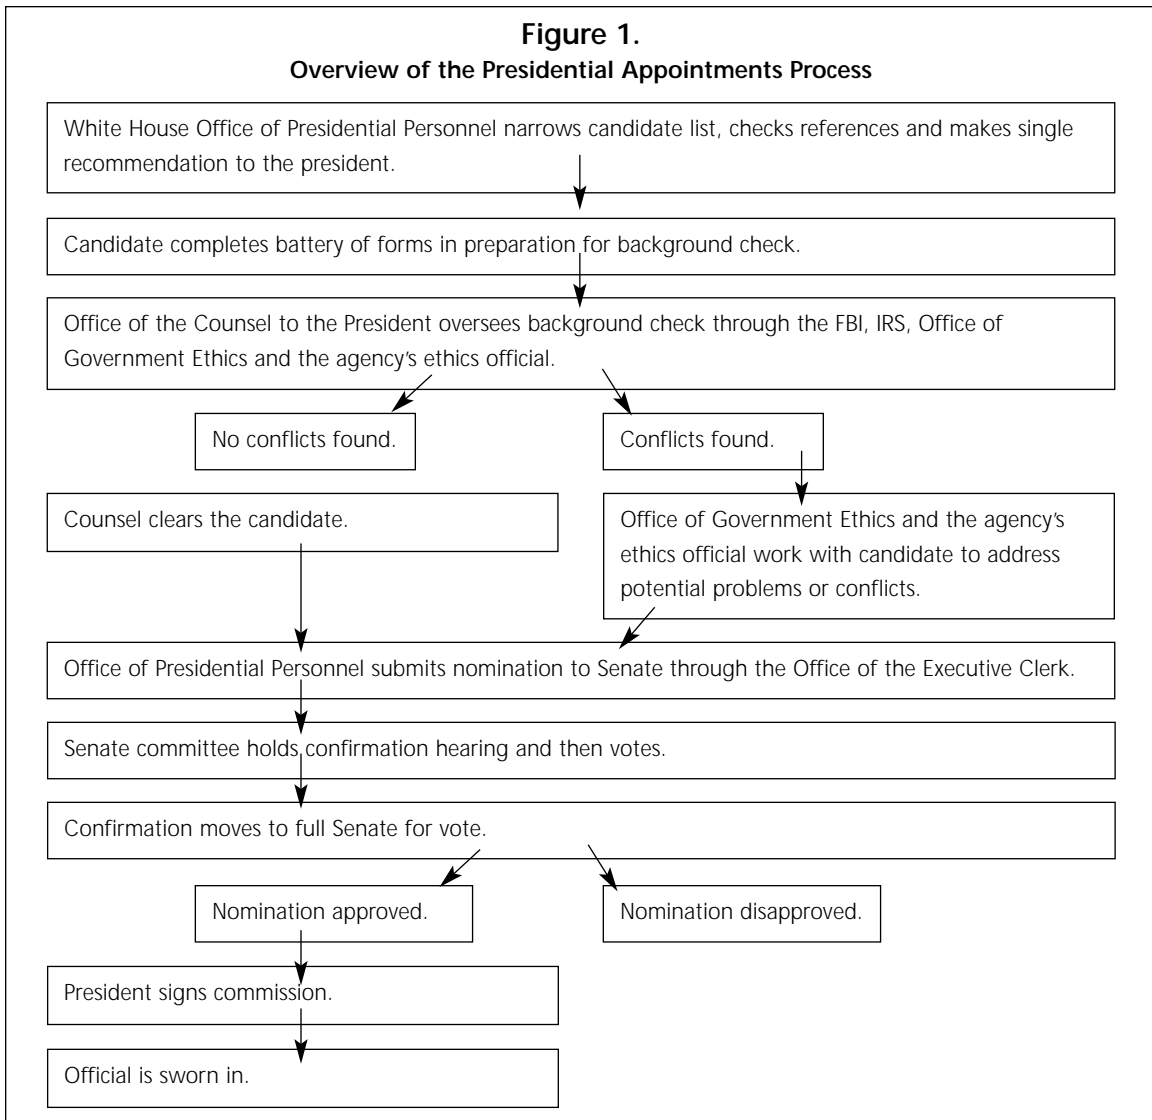 Figure 1.
Overview of the Presidential Appointments Process
White House Office of Presidential Personnel narrows candidate list, checks references and makes single
recommendation to the president.
Candidate completes battery of forms in preparation for background check.
Office of the Counsel to the President oversees background check through the FBI, IRS, Office of
Government Ethics and the agency's ethics official.
No conflicts found.
Conflicts found.
Counsel clears the candidate.
Office of Government Ethics and the agency's
ethics official work with candidate to address
potential problems or conflicts.
Office of Presidential Personnel submits nomination to Senate through the Office of the Executive Clerk.
Senate committee holds confirmation hearing and then votes.
Confirmation moves to full Senate for vote.
Nomination approved.
Nomination disapproved.
President signs commission.
Official is sworn in.